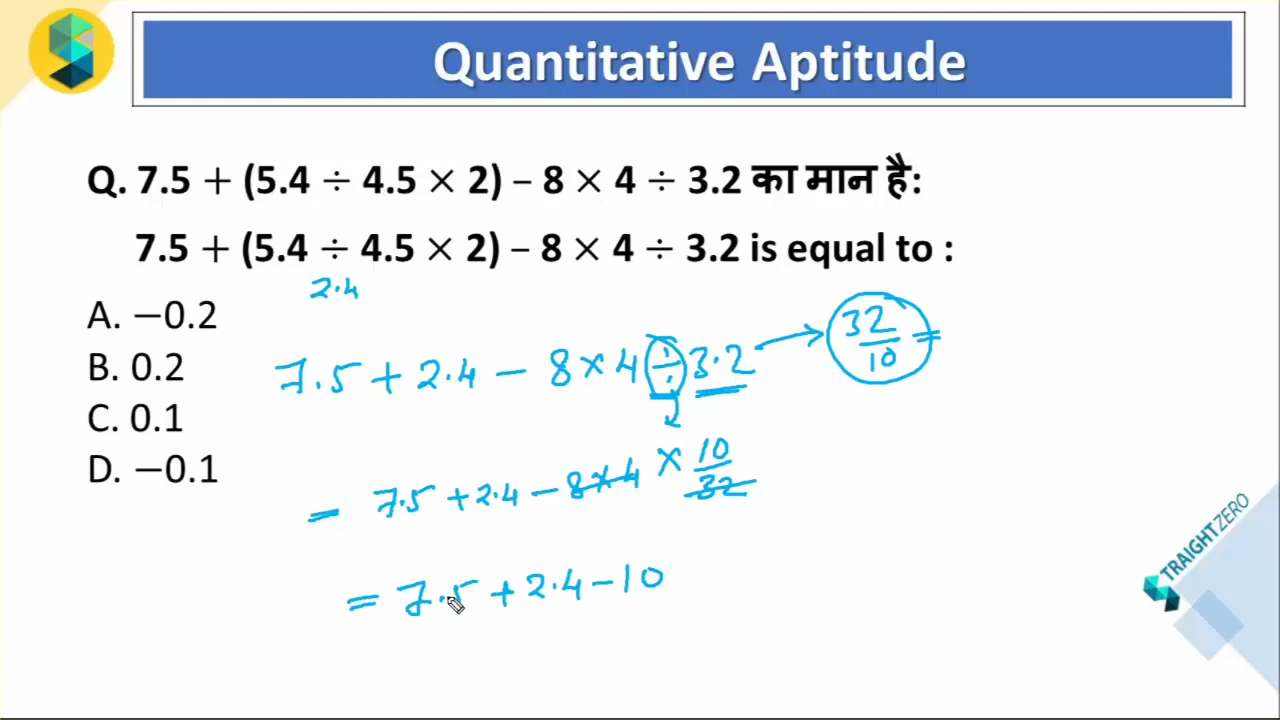 Quantitative Aptitude
Q. 7.5 + (5.4 ÷ 4.5 × 2) – 8 × 4 ÷ 3.2 का मान है:
7.5 + (5.4 ÷ 4.5 × 2) – 8 × 4 ÷ 3.2 is equal to :
2.4
A. −0.2
B. 0.2
C. 0.1
D. −0.1
7.5 + 2.4 − 8 × 4 ÷ 3.2 → 32/10 =
= 7.5 + 2.4 − 8×4 × 10/32
= 7.5 + 2.4 − 10
TRAIGHTZERO